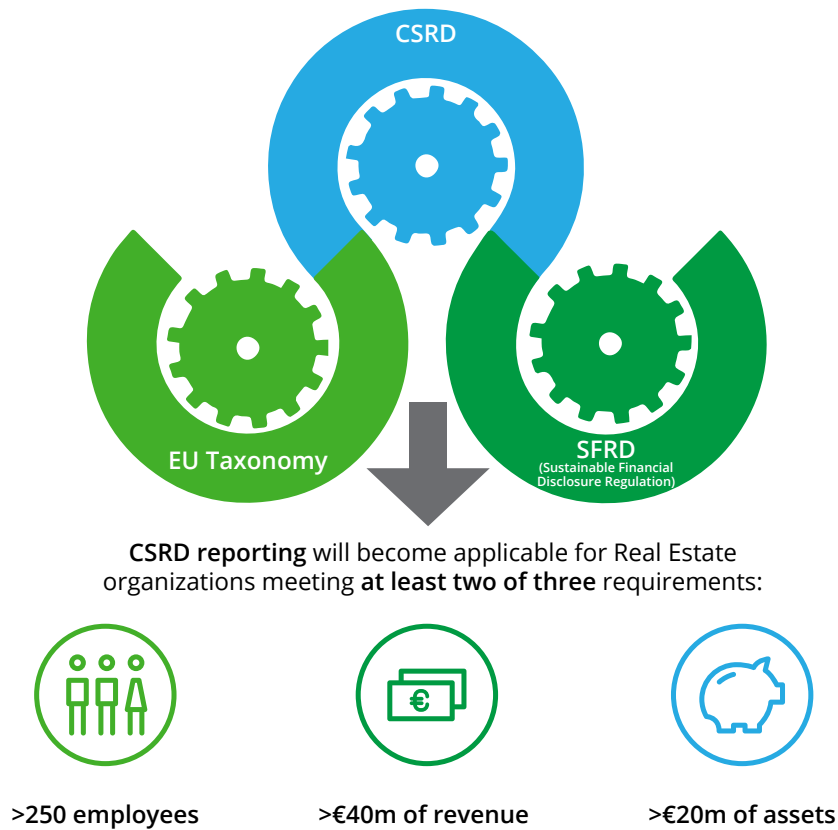 CSRD
EU Taxonomy
SFRD
(Sustainable Financial
Disclosure Regulation)
CSRD reporting will become applicable for Real Estate
organizations meeting at least two of three requirements:
€
>250 employees
>€40m of revenue
>€20m of assets